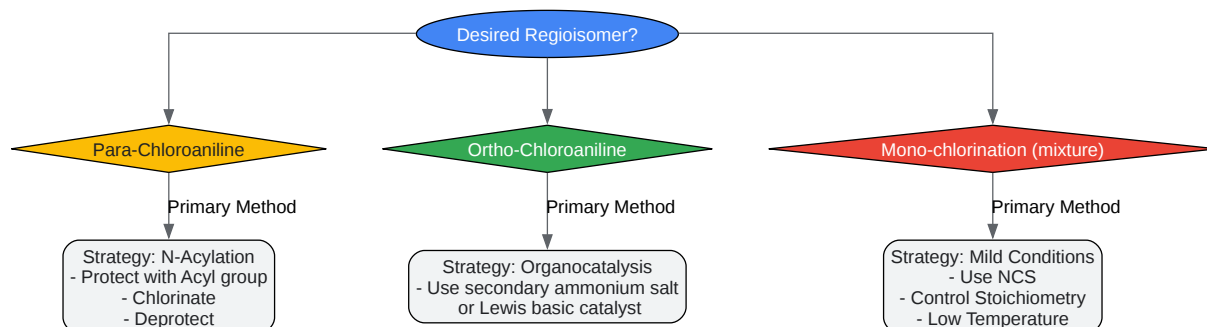 Desired Regioisomer?
Para-Chloroaniline
Ortho-Chloroaniline
Mono-chlorination (mixture)
Primary Method
Primary Method
Primary Method
Strategy: N-Acylation
- Protect with Acyl group
- Chlorinate
- Deprotect
Strategy: Organocatalysis
- Use secondary ammonium salt
or Lewis basic catalyst
Strategy: Mild Conditions
- Use NCS
- Control Stoichiometry
- Low Temperature